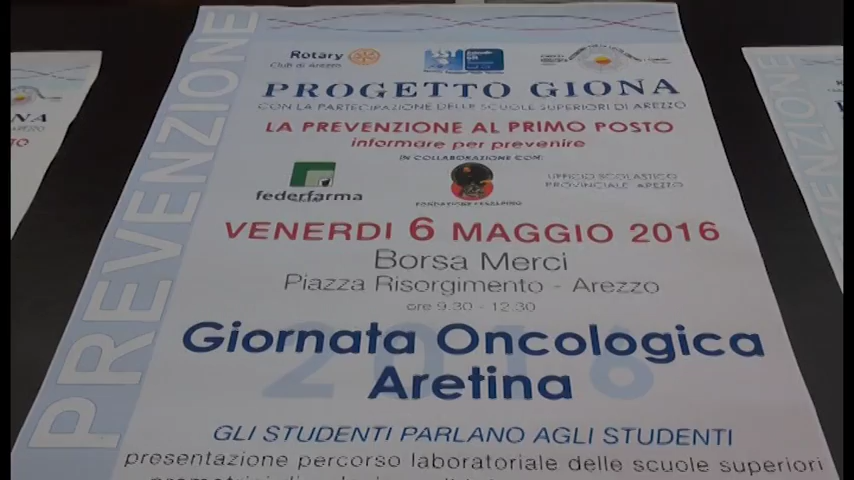 PREVENZIONE
Rotary
Club di Arezzo
PROGETTO GIONA
CON LA PARTECIPAZIONE DELLE SCUOLE SUPERIORI DI AREZZO
LA PREVENZIONE AL PRIMO POSTO
informare per prevenire
IN COLLABORAZIONE CON:
federfarma
FONDAZIONE CESALPINO
UFFICIO SCOLASTICO
PROVINCIALE AREZZO
VENERDI 6 MAGGIO 2016
Borsa Merci
Piazza Risorgimento - Arezzo
ore 9.30 - 12.30
2016
Giornata Oncologica
Aretina
GLI STUDENTI PARLANO AGLI STUDENTI
presentazione percorso laboratoriale delle scuole superiori